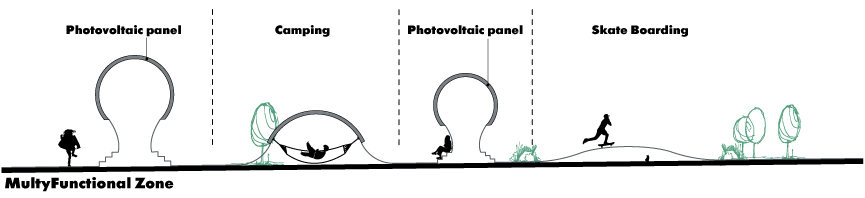 Photovoltaic panel
Camping
Photovoltaic panel
Skate Boarding
MultyFunctional Zone